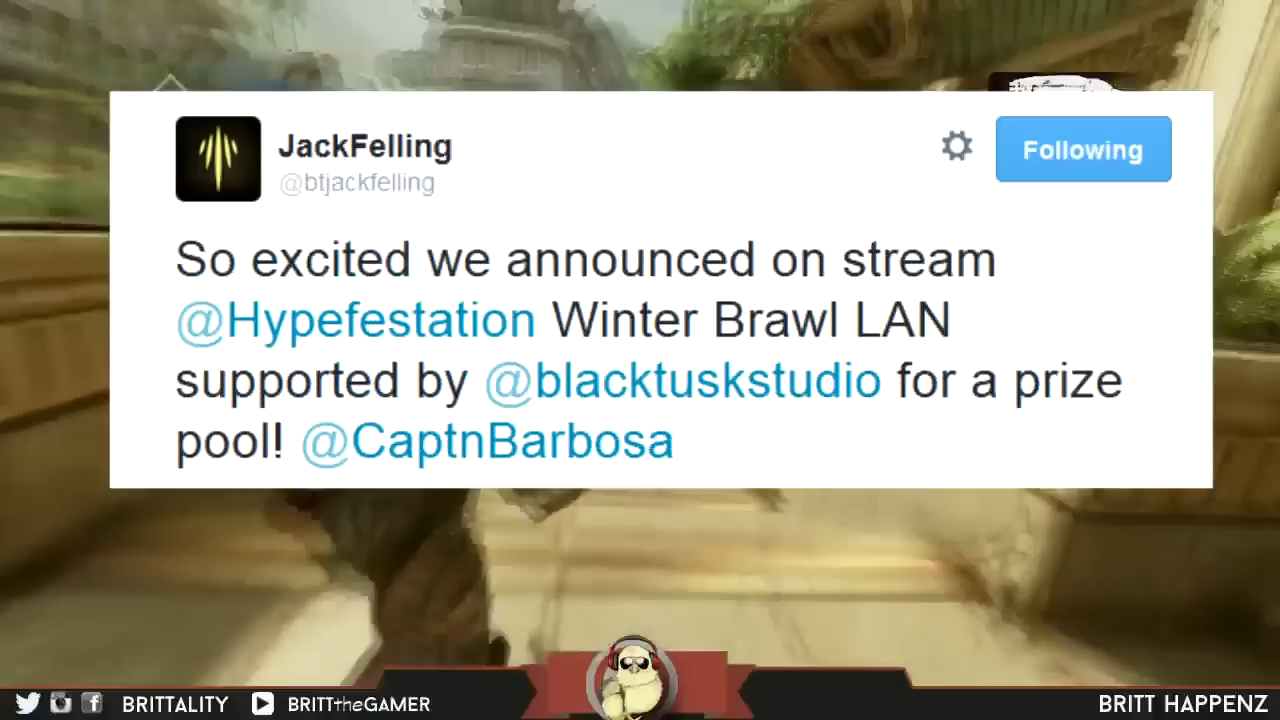 JackFelling
@btjackfelling
Following
So excited we announced on stream
@Hypefestation Winter Brawl LAN
supported by @blacktuskstudio for a prize
pool! @CaptnBarbosa
BRITTALITY
BRITTtheGAMER
BRITT HAPPENZ